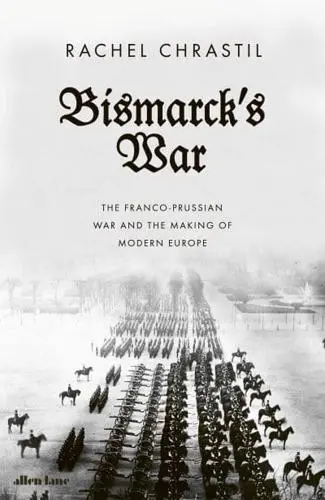 RACHEL CHRASTIL
Bismarck's
War
THE FRANCO-PRUSSIAN
WAR AND THE MAKING OF
MODERN EUROPE
allen lane